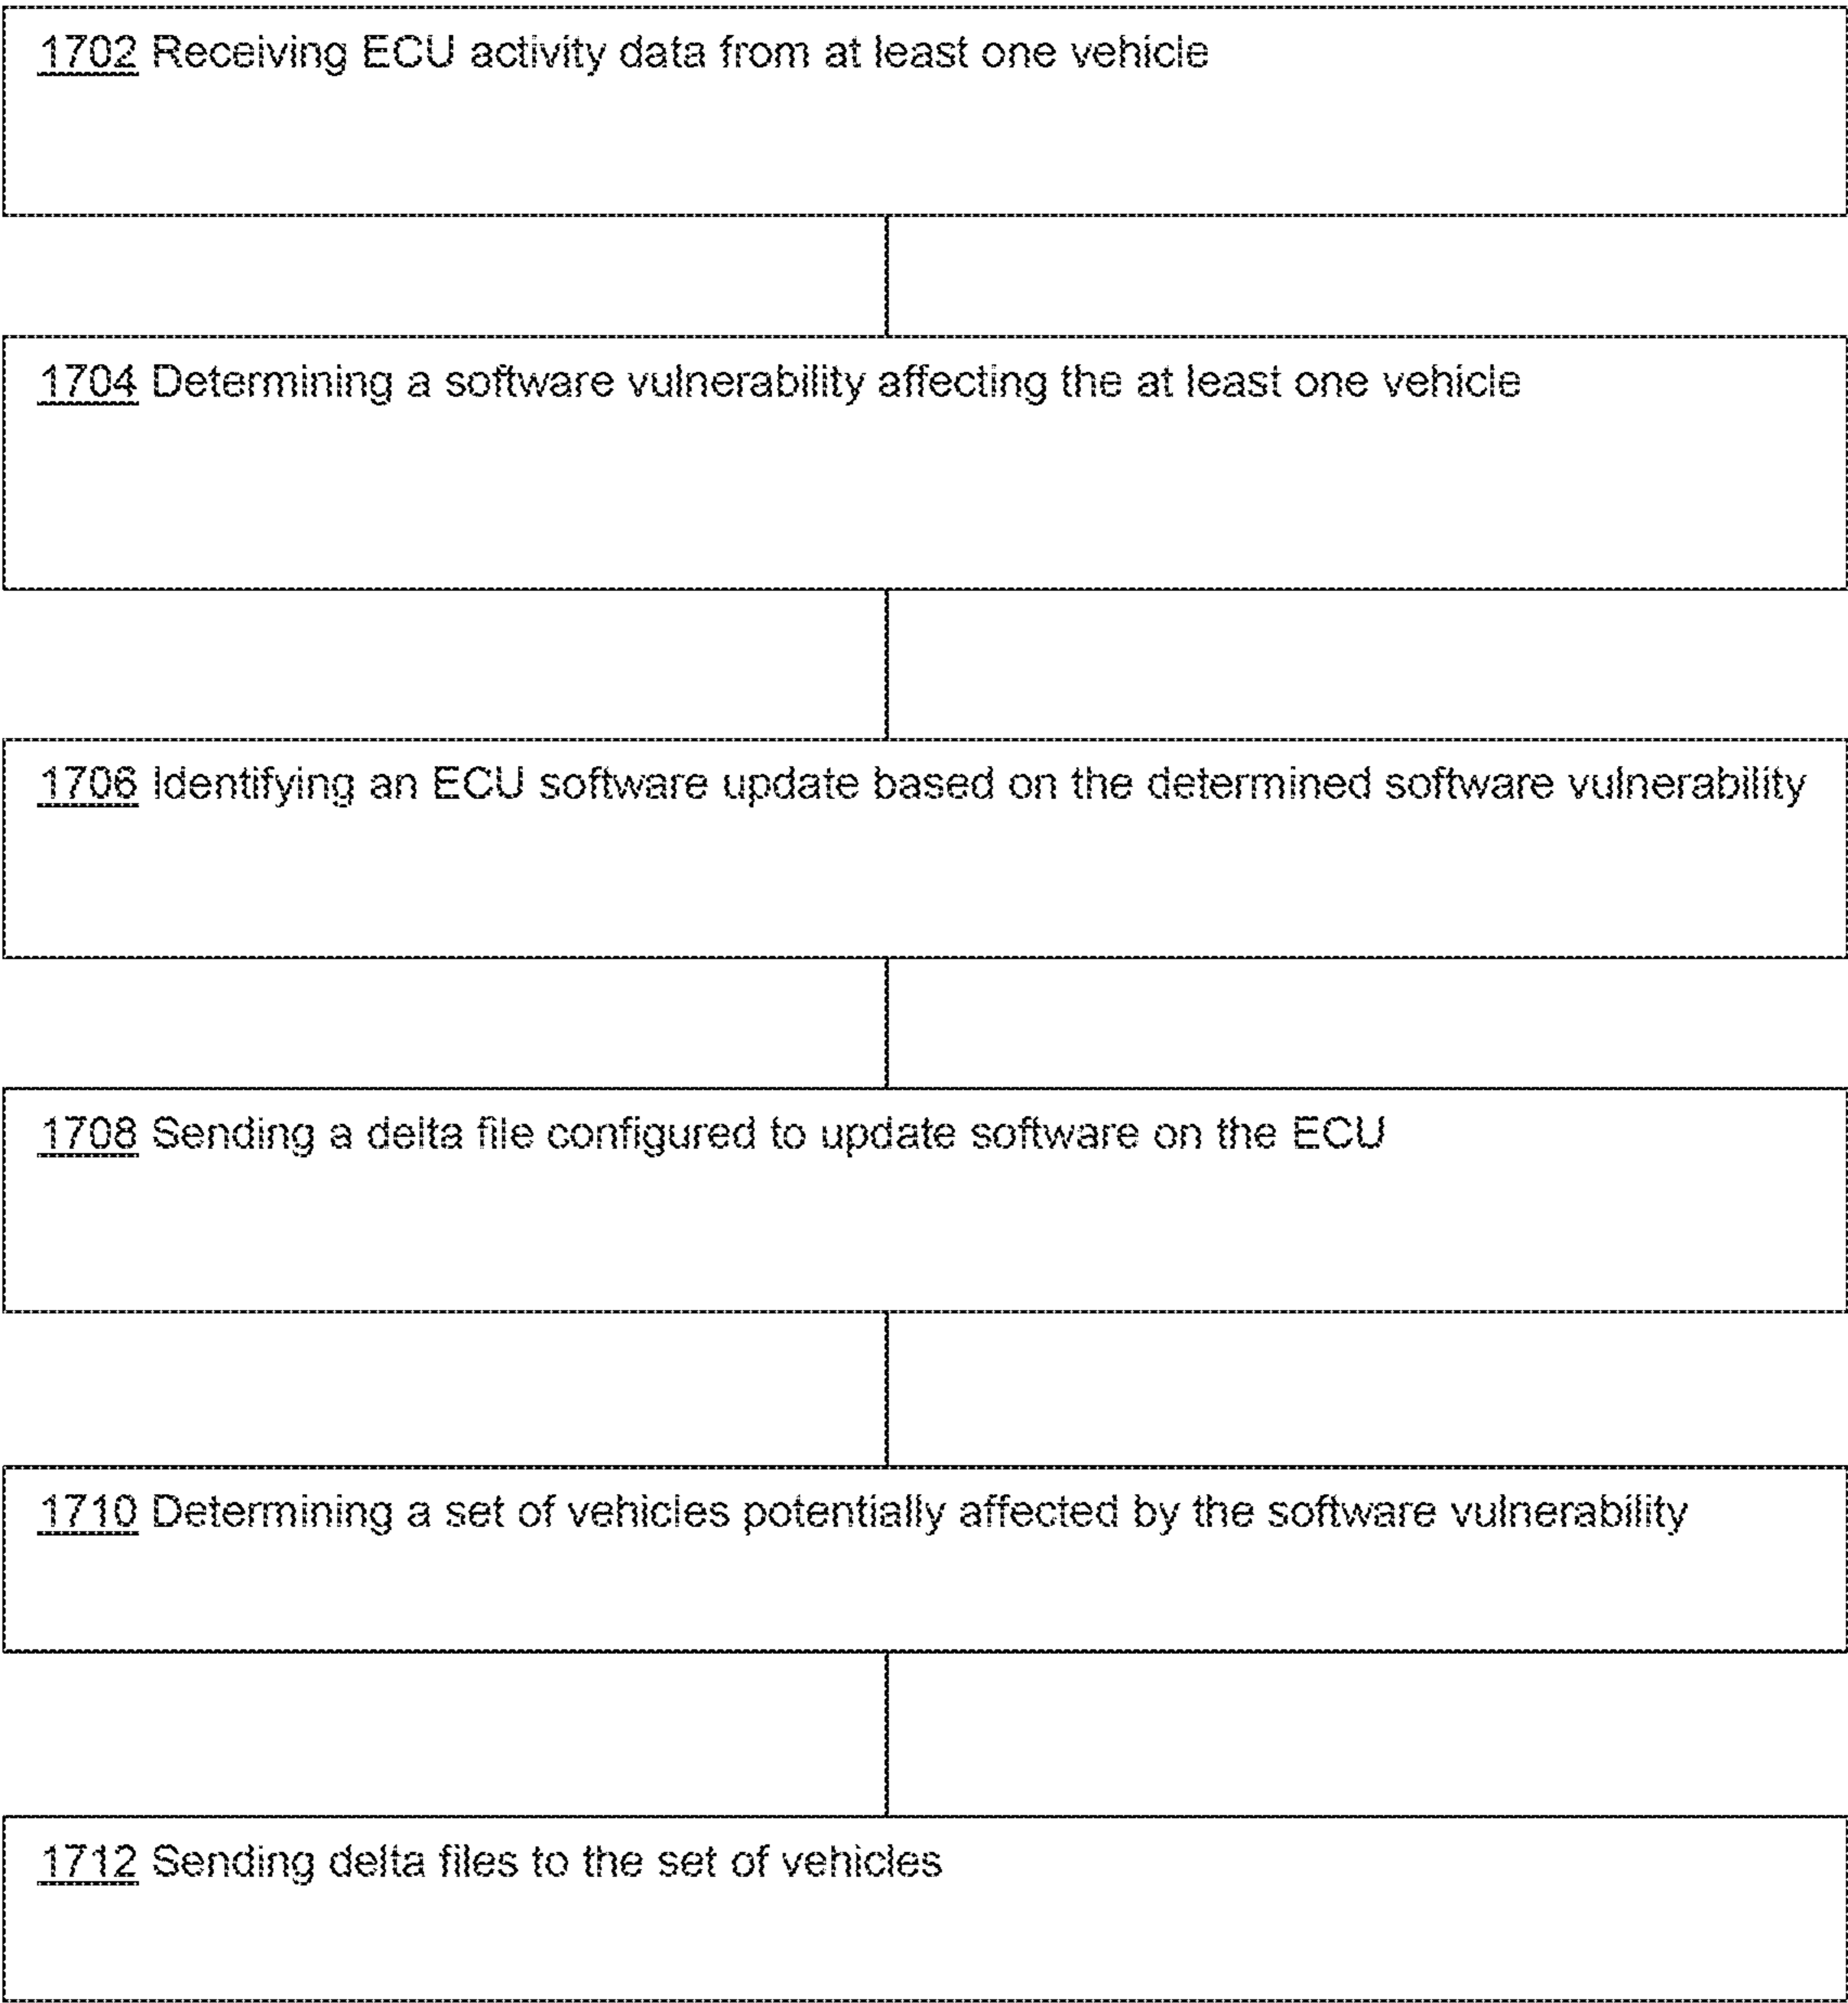 1702 Receiving ECU activity data from at least one vehicle
1704 Determining a software vulnerability affecting the at least one vehicle
1706 Identifying an ECU software update based on the determined software vulnerability
1708 Sending a delta file configured to update software on the ECU
1710 Determining a set of vehicles potentially affected by the software vulnerability
1712 Sending delta files to the set of vehicles